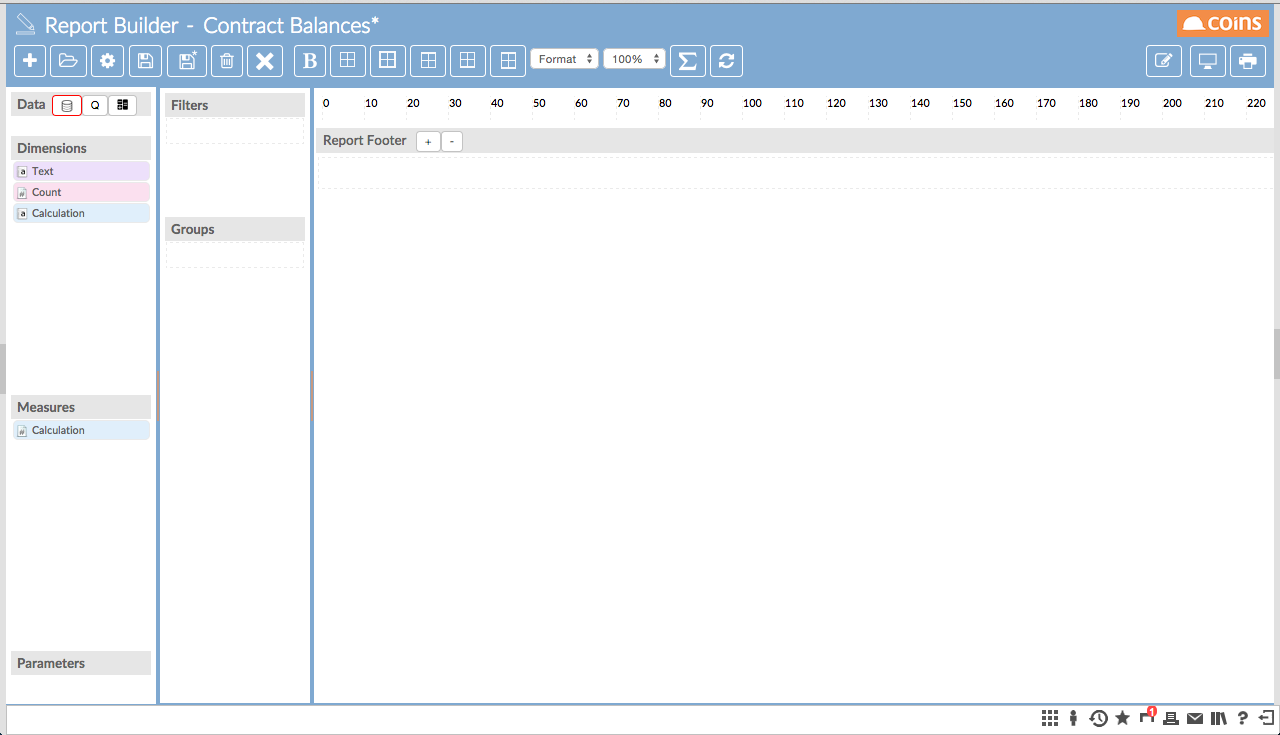 Report Builder - Contract Balances*
coins
B
Format
100%
Σ
Data
Q
Filters
0 10 20 30 40 50 60 70 80 90 100 110 120 130 140 150 160 170 180 190 200 210 220
Report Footer + -
Dimensions
a Text
# Count
a Calculation
Groups
Measures
# Calculation
Parameters
1
?